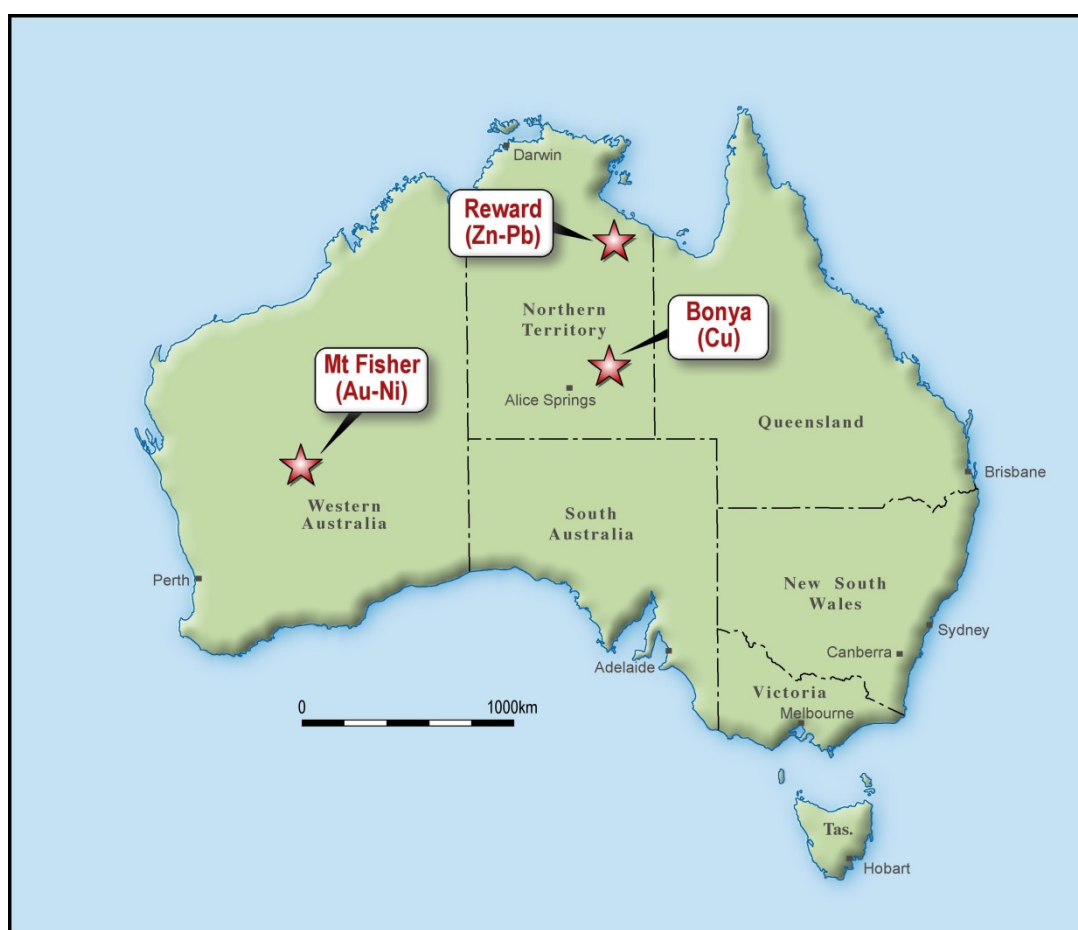 Darwin
Reward
(Zn-Pb)
Northern
Territory
Bonya
(Cu)
Mt Fisher
(Au-Ni)
Alice Springs
Queensland
Brisbane
Western
Australia
South
Australia
Perth
New South
Wales
Sydney
Canberra
Adelaide
Victoria
Melbourne
0 1000km
Tas.
Hobart